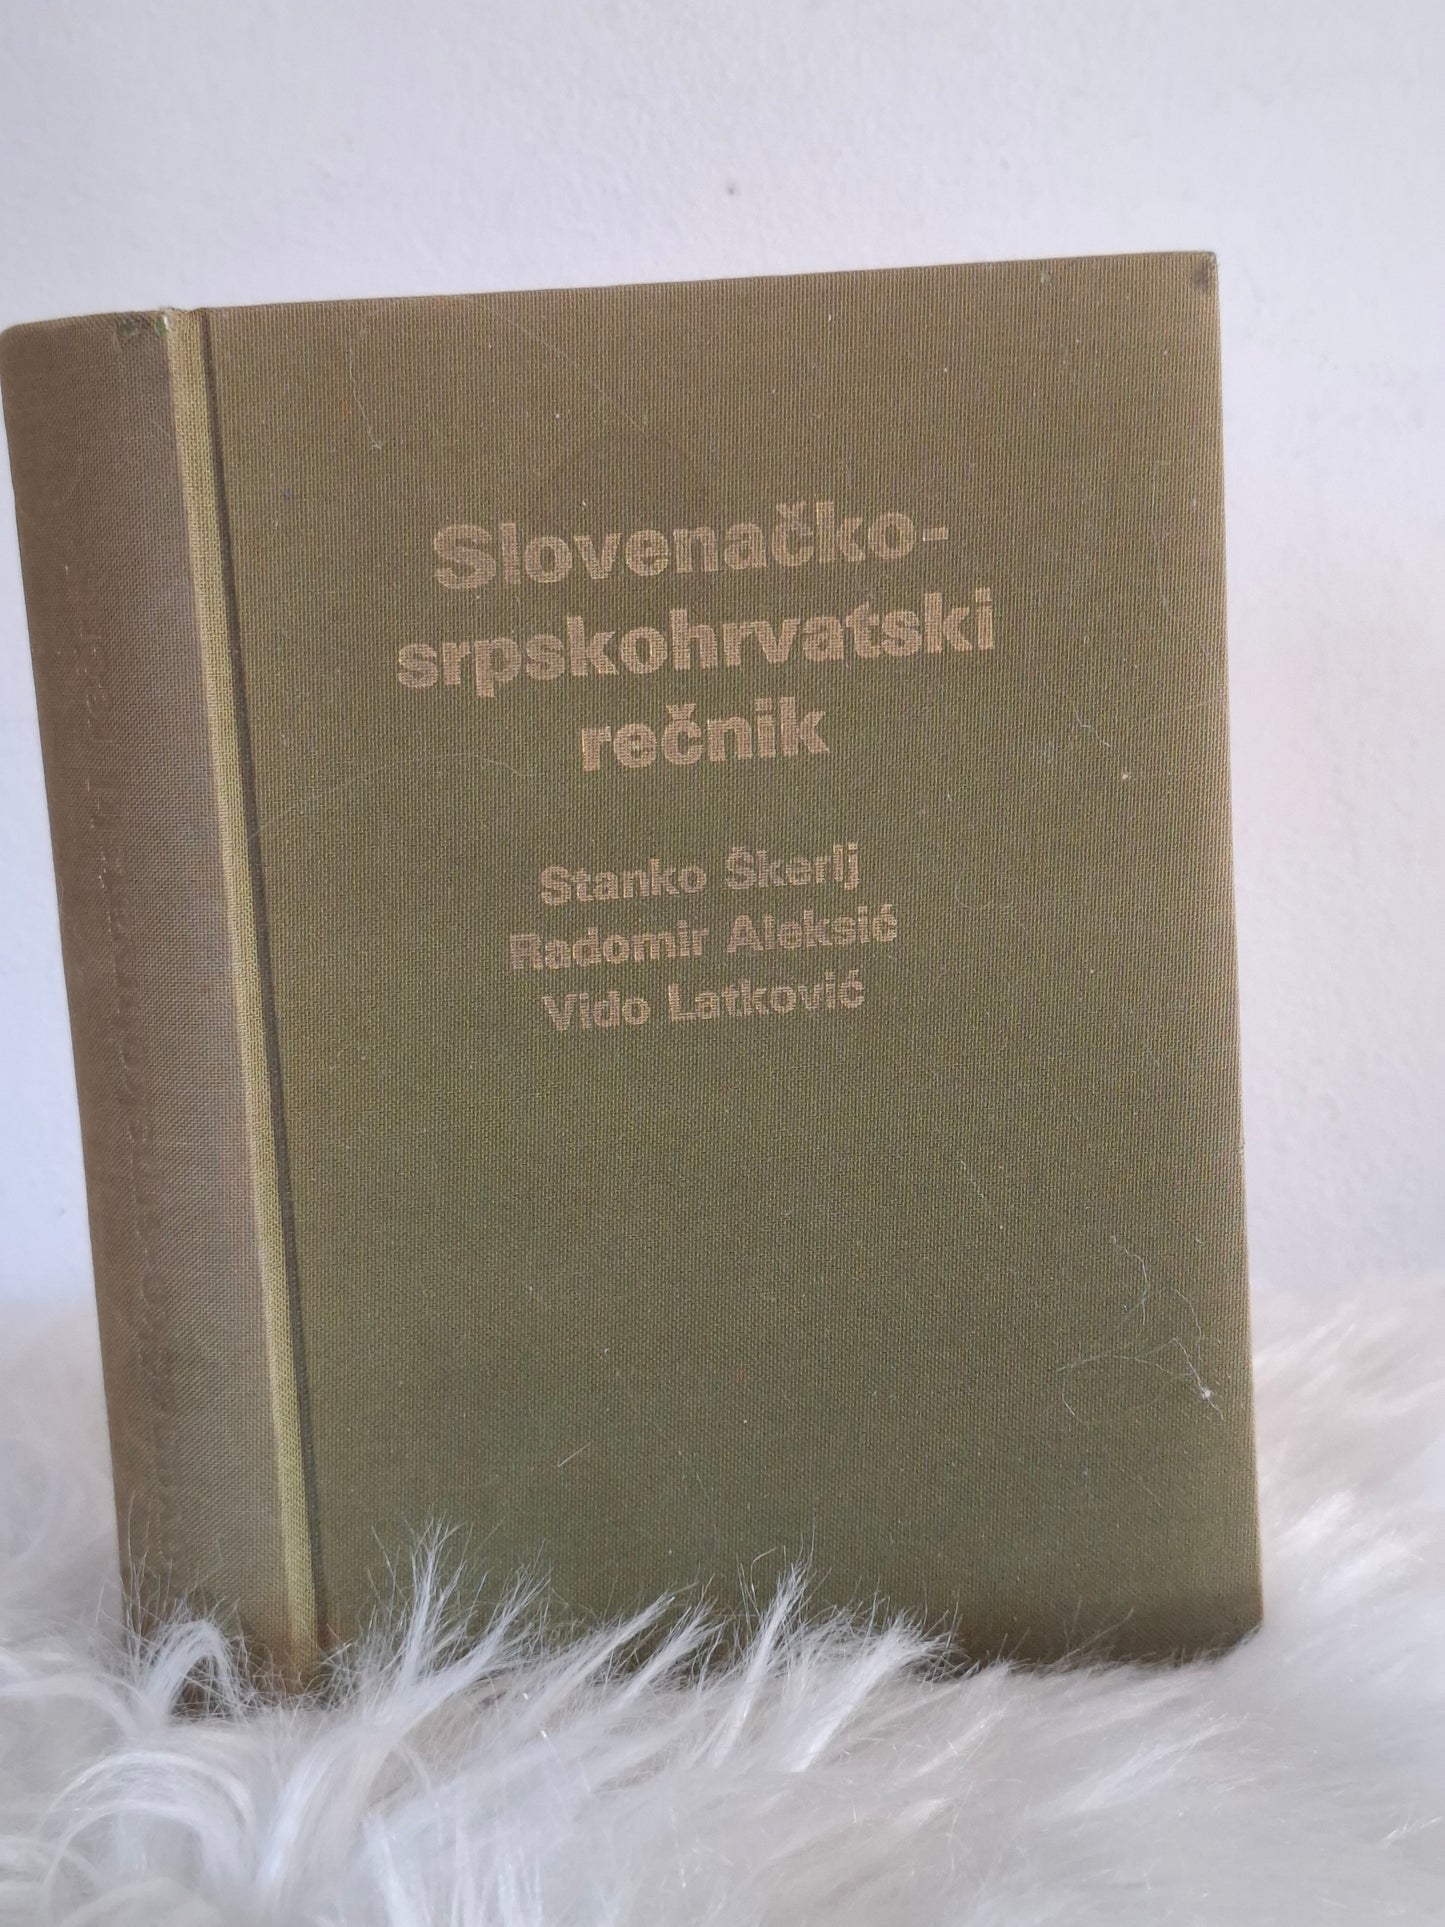 Slovenačko-
srpskohrvatski
rečnik
Stanko Škerlj
Radomir Aleksić
Vido Latković